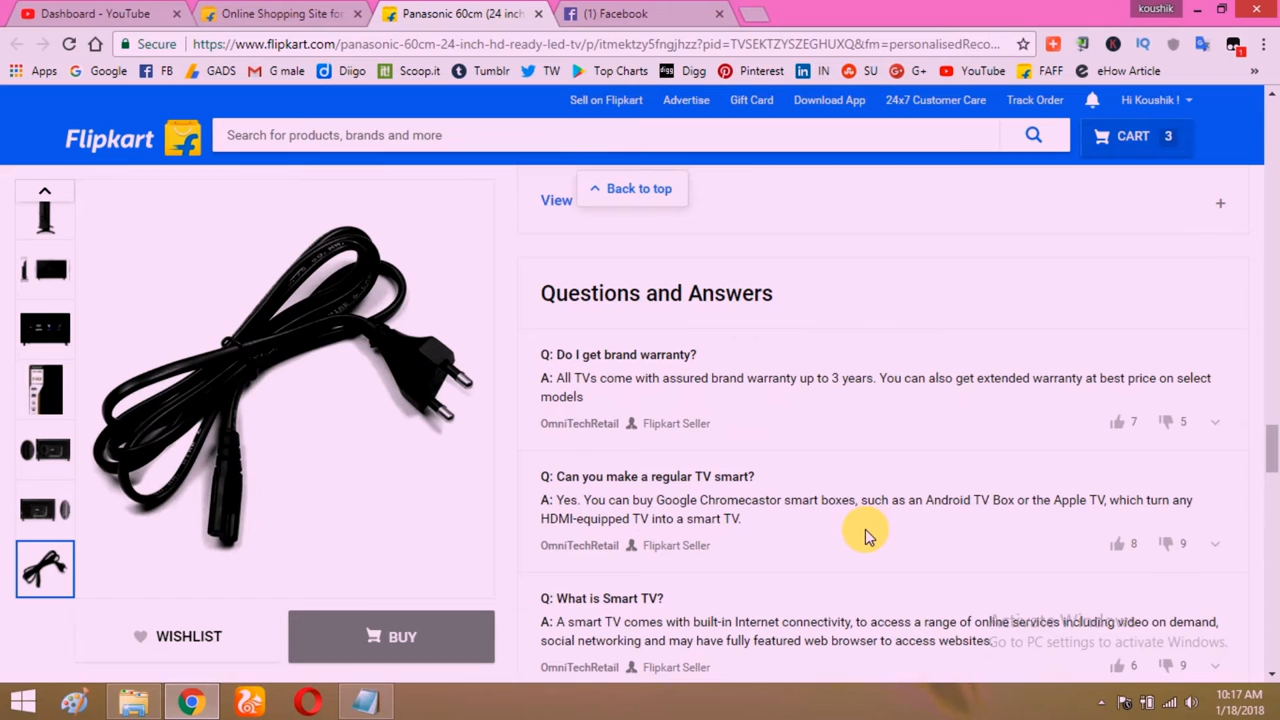 Dashboard - YouTube
Online Shopping Site fo
Panasonic 60cm (24 inch
(1) Facebook
koushik
Secure
https://www.flipkart.com/panasonic-60cm-24-inch-hd-ready-led-tv/p/itmektzy5fngjhzz?pid=TVSEKTZYSZEGHUXQ&fm=personalisedReco...
Apps
Google
FB
GADS
G male
Diigo
Scoop.it
Tumblr
TW
Top Charts
Digg
Pinterest
IN
SU
G+
YouTube
FAFF
eHow Article
Sell on Flipkart
Advertise
Gift Card
Download App
24x7 Customer Care
Track Order
Hi Koushik !
Flipkart
Search for products, brands and more
CART 3
Back to top
View
Questions and Answers
Q: Do I get brand warranty?
A: All TVs come with assured brand warranty up to 3 years. You can also get extended warranty at best price on select
models
OmniTechRetail Flipkart Seller
7 5
Q: Can you make a regular TV smart?
A: Yes. You can buy Google Chromecastor smart boxes, such as an Android TV Box or the Apple TV, which turn any
HDMI-equipped TV into a smart TV.
OmniTechRetail Flipkart Seller
8 9
Q: What is Smart TV?
A: A smart TV comes with built-in Internet connectivity, to access a range of online services including video on demand,
social networking and may have fully featured web browser to access websites.
OmniTechRetail Flipkart Seller
6 9
Activate Windows
Go to PC settings to activate Windows.
WISHLIST
BUY
10:17 AM
1/18/2018